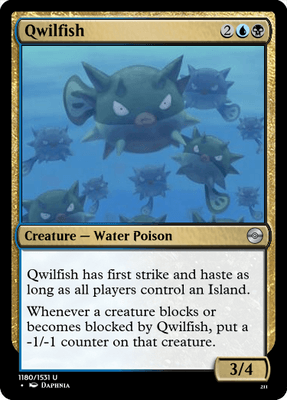 Qwilfish 2
Creature — Water Poison
Qwilfish has first strike and haste as
long as all players control an Island.
Whenever a creature blocks or
becomes blocked by Qwilfish, put a
-1/-1 counter on that creature.
3/4
1180/1531 U
• Daphnia